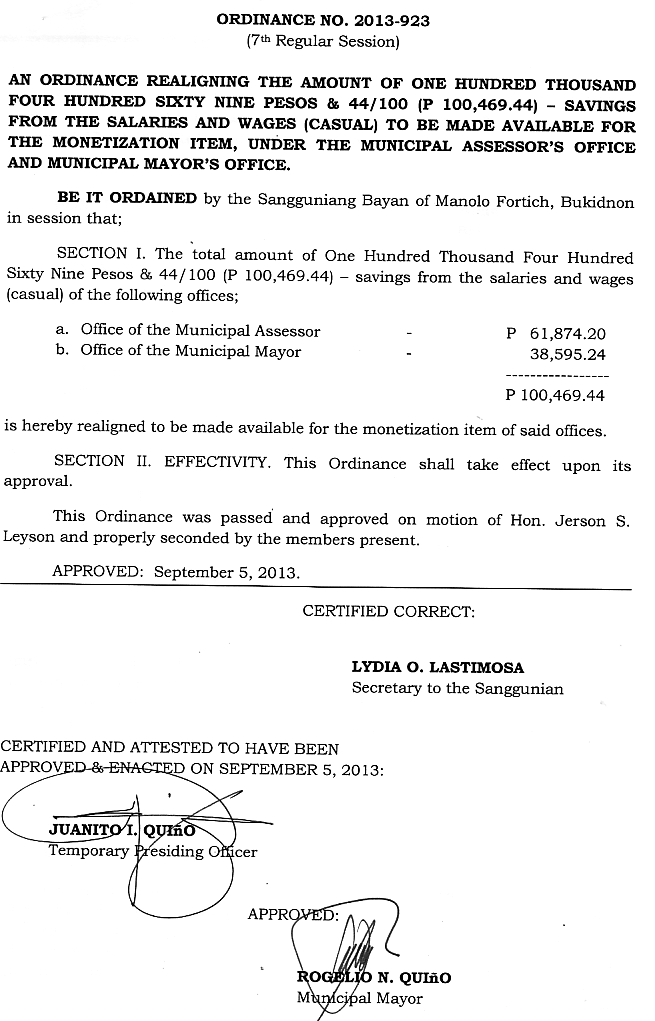 ORDINANCE NO. 2013-923
(7th Regular Session)
AN ORDINANCE REALIGNING THE AMOUNT OF ONE HUNDRED THOUSAND
FOUR HUNDRED SIXTY NINE PESOS & 44/100 (P 100,469.44) – SAVINGS
FROM THE SALARIES AND WAGES (CASUAL) TO BE MADE AVAILABLE FOR
THE MONETIZATION ITEM, UNDER THE MUNICIPAL ASSESSOR'S OFFICE
AND MUNICIPAL MAYOR'S OFFICE.
BE IT ORDAINED by the Sangguniang Bayan of Manolo Fortich, Bukidnon
in session that;
SECTION I. The total amount of One Hundred Thousand Four Hundred
Sixty Nine Pesos & 44/100 (P 100,469.44) – savings from the salaries and wages
(casual) of the following offices;
a. Office of the Municipal Assessor - P 61,874.20
b. Office of the Municipal Mayor - 38,595.24
-----------------
P 100,469.44
is hereby realigned to be made available for the monetization item of said offices.
SECTION II. EFFECTIVITY. This Ordinance shall take effect upon its
approval.
This Ordinance was passed and approved on motion of Hon. Jerson S.
Leyson and properly seconded by the members present.
APPROVED: September 5, 2013.
CERTIFIED CORRECT:
LYDIA O. LASTIMOSA
Secretary to the Sanggunian
CERTIFIED AND ATTESTED TO HAVE BEEN
APPROVED & ENACTED ON SEPTEMBER 5, 2013:
JUANITO I. QUIñO
Temporary Presiding Officer
APPROVED:
ROGELIO N. QUIñO
Municipal Mayor